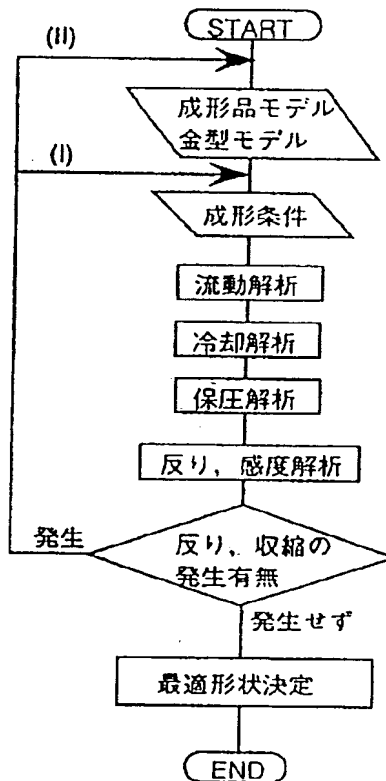 (II)
START
成形品モデル
金型モデル
(I)
成形条件
流動解析
冷却解析
保圧解析
反り，感度解析
発生
反り，収縮の
発生有無
発生せず
最適形状決定
END